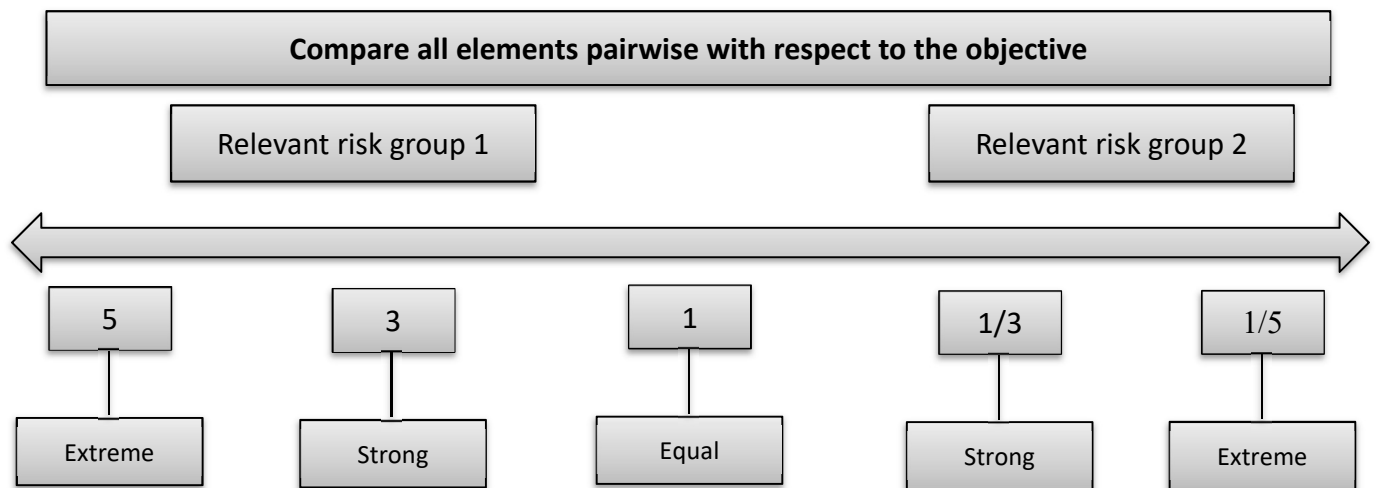 Compare all elements pairwise with respect to the objective
Relevant risk group 1
Relevant risk group 2
5
3
1
1/3
1/5
Extreme
Strong
Equal
Strong
Extreme